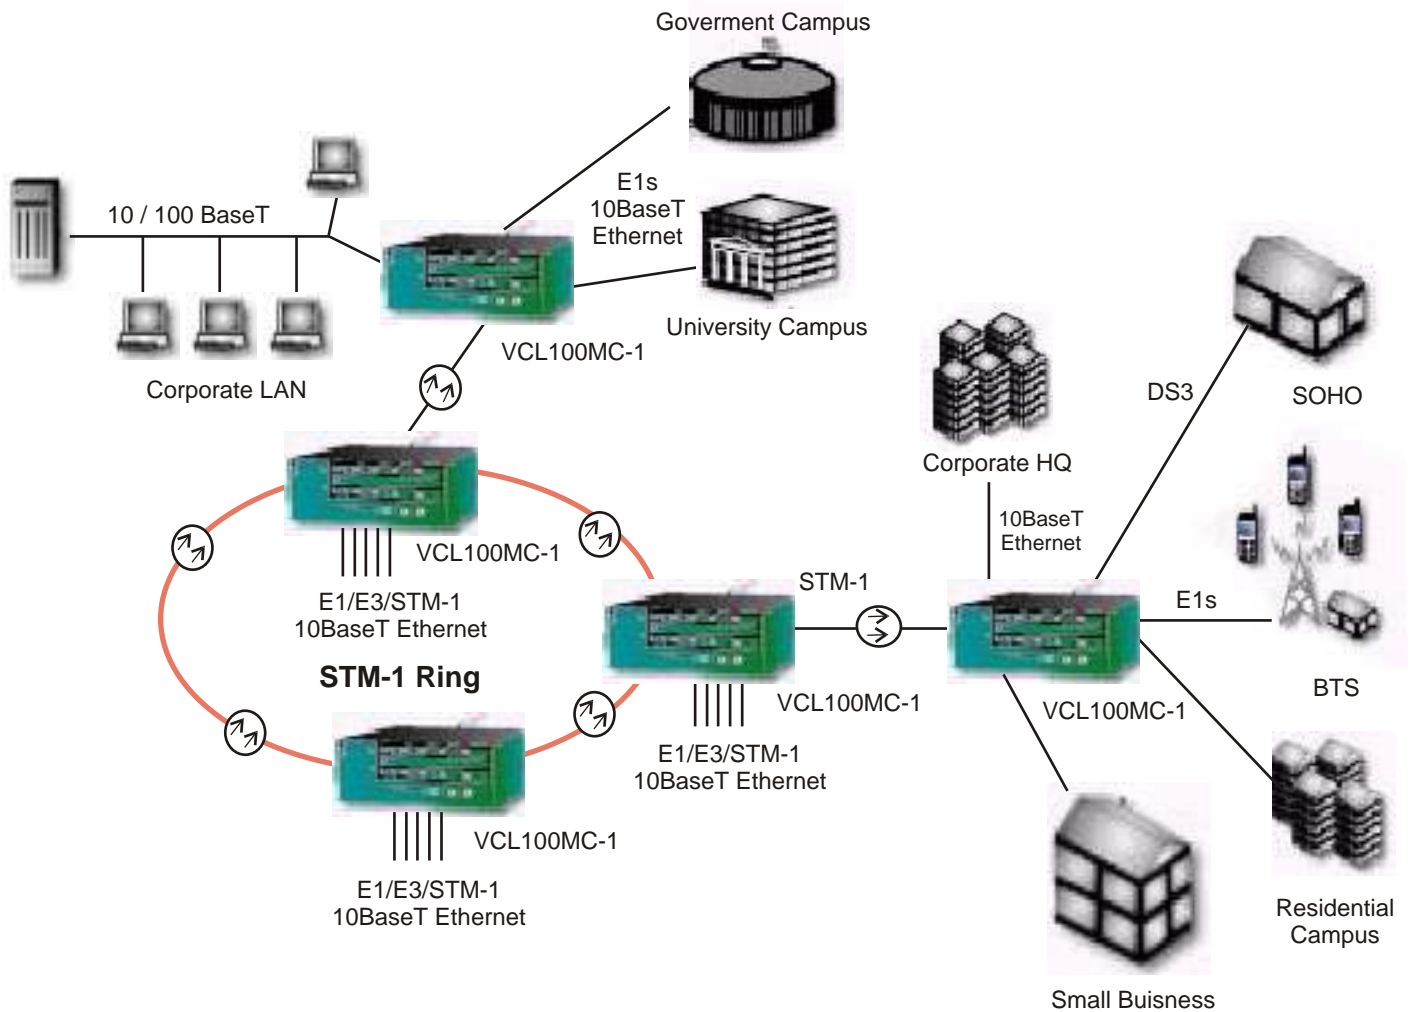 Goverment Campus
E1s
10BaseT
Ethernet
10 / 100 BaseT
University Campus
VCL100MC-1
Corporate LAN
DS3
SOHO
Corporate HQ
10BaseT
Ethernet
VCL100MC-1
E1/E3/STM-1
10BaseT Ethernet
STM-1
E1s
STM-1 Ring
BTS
VCL100MC-1
VCL100MC-1
E1/E3/STM-1
10BaseT Ethernet
VCL100MC-1
E1/E3/STM-1
10BaseT Ethernet
Residential
Campus
Small Buisness